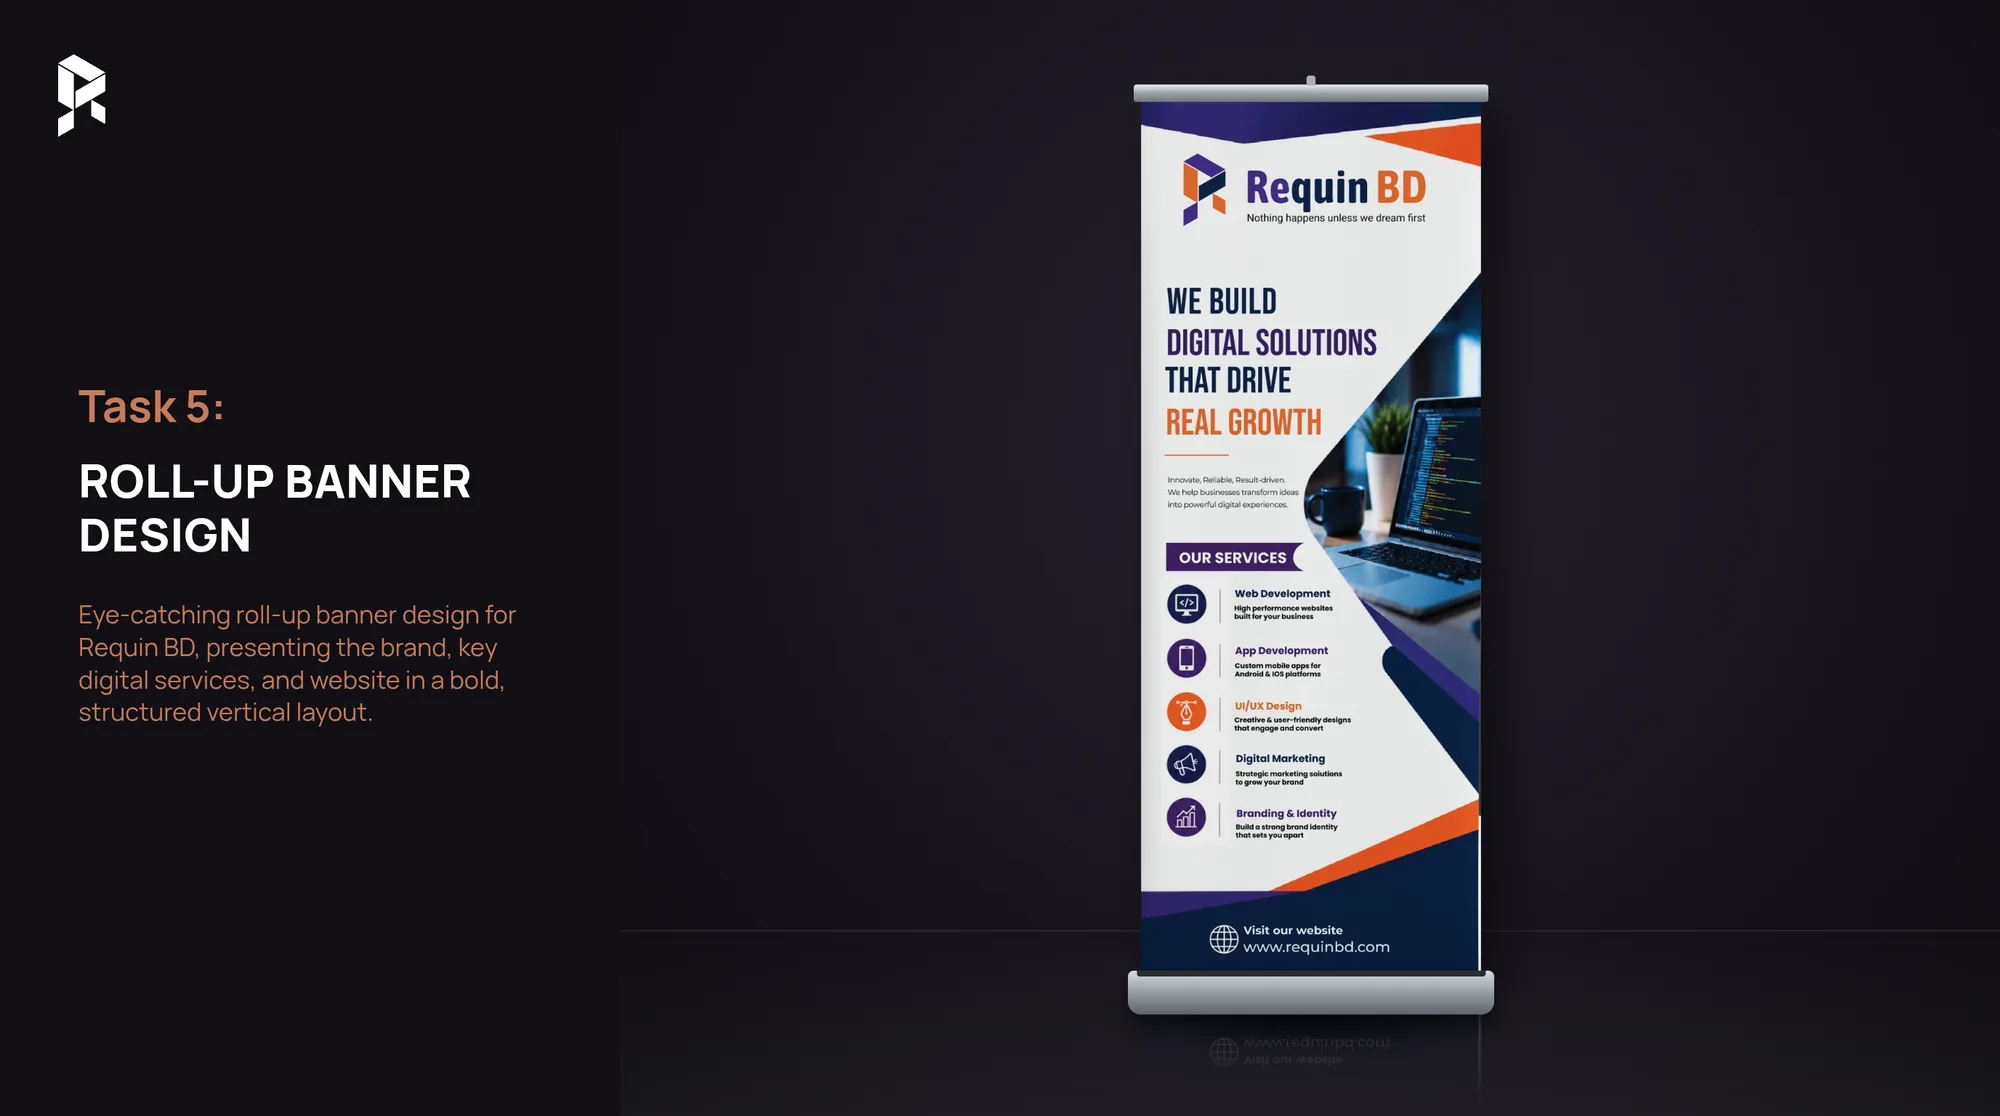 Task 5:
ROLL-UP BANNER
DESIGN
Eye-catching roll-up banner design for
Requin BD, presenting the brand, key
digital services, and website in a bold,
structured vertical layout.
Requin BD
Nothing happens unless we dream first
WE BUILD
DIGITAL SOLUTIONS
THAT DRIVE
REAL GROWTH
Innovate, Reliable, Result-driven.
We help businesses transform ideas
into powerful digital experiences.
OUR SERVICES
Web Development
High performance websites
built for your business
App Development
Custom mobile apps for
Android & IOS platforms
UI/UX Design
Creative & user-friendly designs
that engage and convert
Digital Marketing
Strategic marketing solutions
to grow your brand
Branding & Identity
Build a strong brand identity
that sets you apart
Visit our website
www.requinbd.com